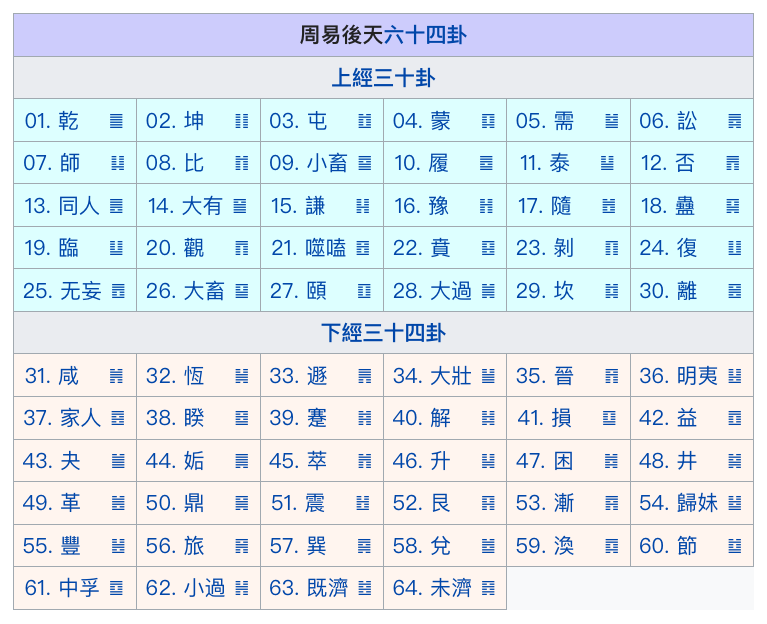 周易後天六十四卦
上經三十卦
01. 乾 ䷀ 02. 坤 ䷁ 03. 屯 ䷂ 04. 蒙 ䷃ 05. 需 ䷄ 06. 訟 ䷅
07. 師 ䷆ 08. 比 ䷇ 09. 小畜 ䷈ 10. 履 ䷉ 11. 泰 ䷊ 12. 否 ䷋
13. 同人 ䷌ 14. 大有 ䷍ 15. 謙 ䷎ 16. 豫 ䷏ 17. 隨 ䷐ 18. 蠱 ䷑
19. 臨 ䷒ 20. 觀 ䷓ 21. 噬嗑 ䷔ 22. 賁 ䷕ 23. 剝 ䷖ 24. 復 ䷗
25. 无妄 ䷘ 26. 大畜 ䷙ 27. 頤 ䷚ 28. 大過 ䷛ 29. 坎 ䷜ 30. 離 ䷝
下經三十四卦
31. 咸 ䷞ 32. 恆 ䷟ 33. 遯 ䷠ 34. 大壯 ䷡ 35. 晉 ䷢ 36. 明夷 ䷣
37. 家人 ䷤ 38. 睽 ䷥ 39. 蹇 ䷦ 40. 解 ䷧ 41. 損 ䷨ 42. 益 ䷩
43. 夬 ䷪ 44. 姤 ䷫ 45. 萃 ䷬ 46. 升 ䷭ 47. 困 ䷮ 48. 井 ䷯
49. 革 ䷰ 50. 鼎 ䷱ 51. 震 ䷲ 52. 艮 ䷳ 53. 漸 ䷴ 54. 歸妹 ䷵
55. 豐 ䷶ 56. 旅 ䷷ 57. 巽 ䷸ 58. 兌 ䷹ 59. 渙 ䷺ 60. 節 ䷻
61. 中孚 ䷼ 62. 小過 ䷽ 63. 既濟 ䷾ 64. 未濟 ䷿